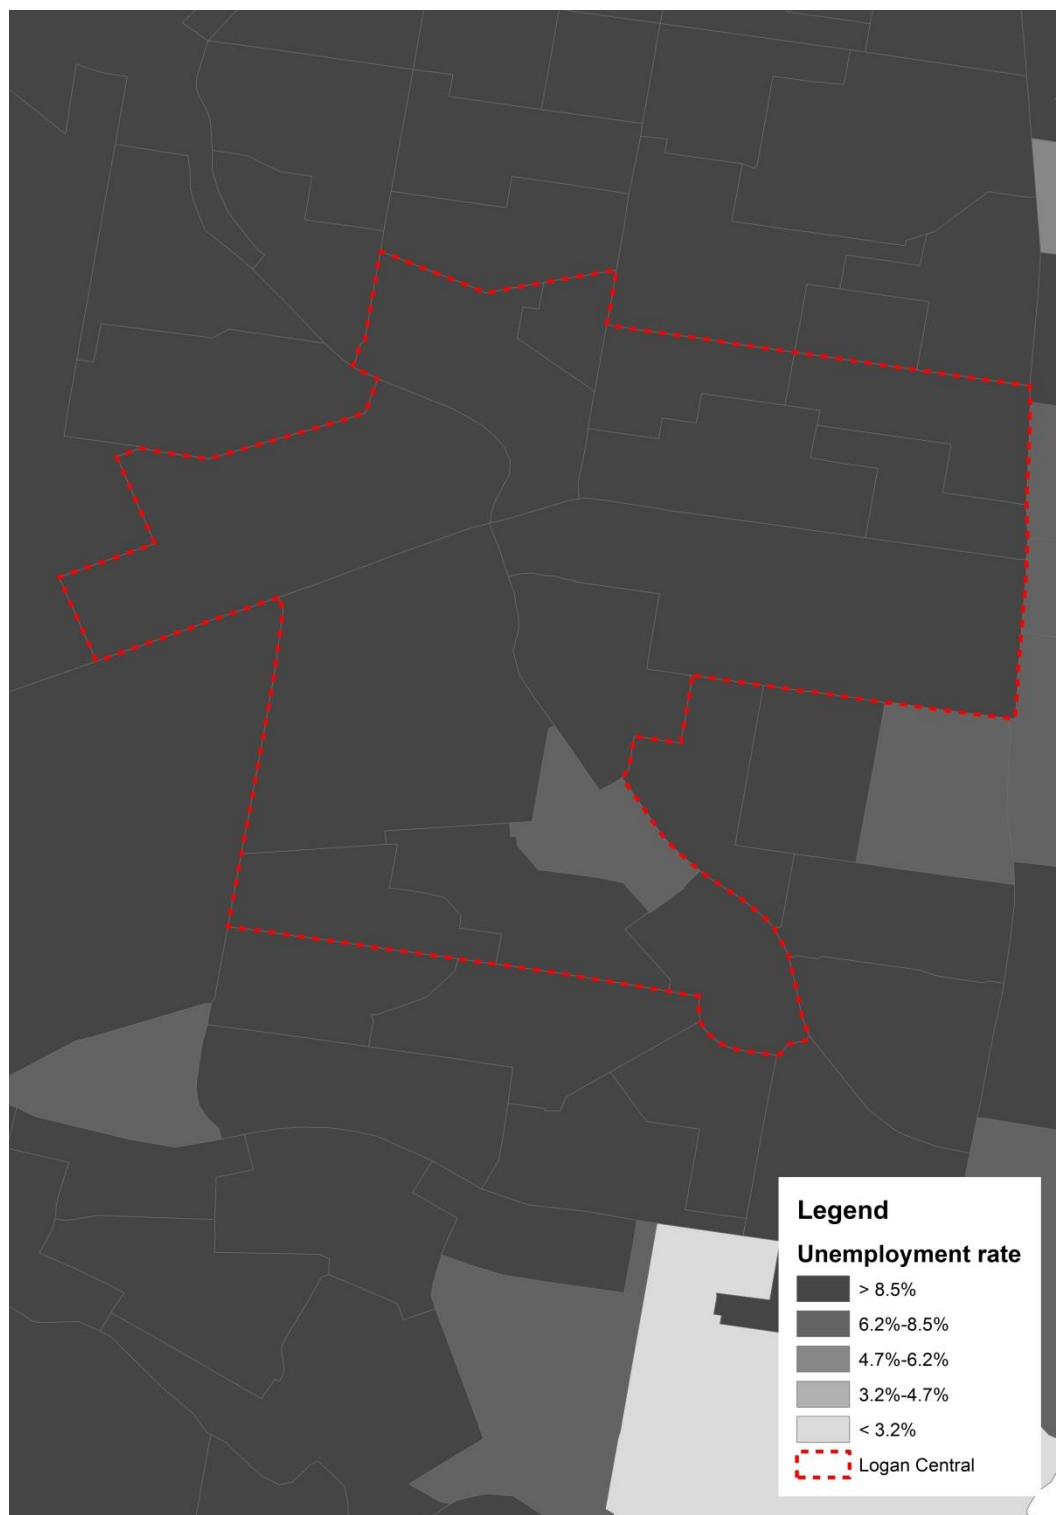 Legend
Unemployment rate
> 8.5%
6.2%-8.5%
4.7%-6.2%
3.2%-4.7%
< 3.2%
Logan Central